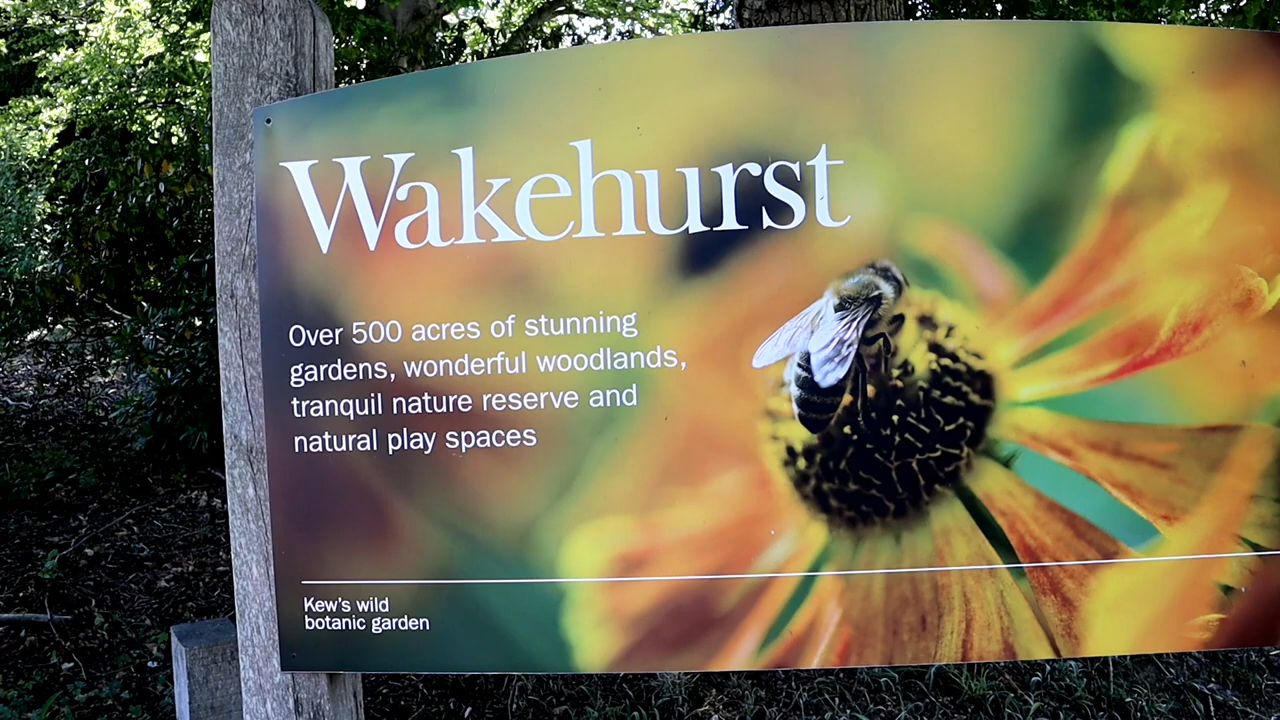 Wakehurst
Over 500 acres of stunning
gardens, wonderful woodlands,
tranquil nature reserve and
natural play spaces
Kew's wild
botanic garden